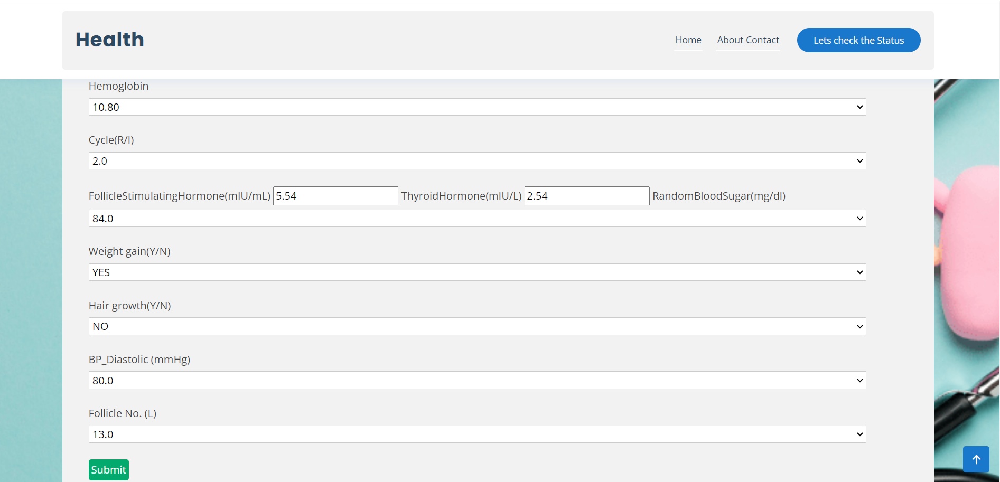 Health
Home
About Contact
Lets check the Status
Hemoglobin
10.80
Cycle(R/I)
2.0
FollicleStimulatingHormone(mIU/mL) 5.54 ThyroidHormone(mIU/L) 2.54 RandomBloodSugar(mg/dl)
84.0
Weight gain(Y/N)
YES
Hair growth(Y/N)
NO
BP_Diastolic (mmHg)
80.0
Follicle No. (L)
13.0
Submit